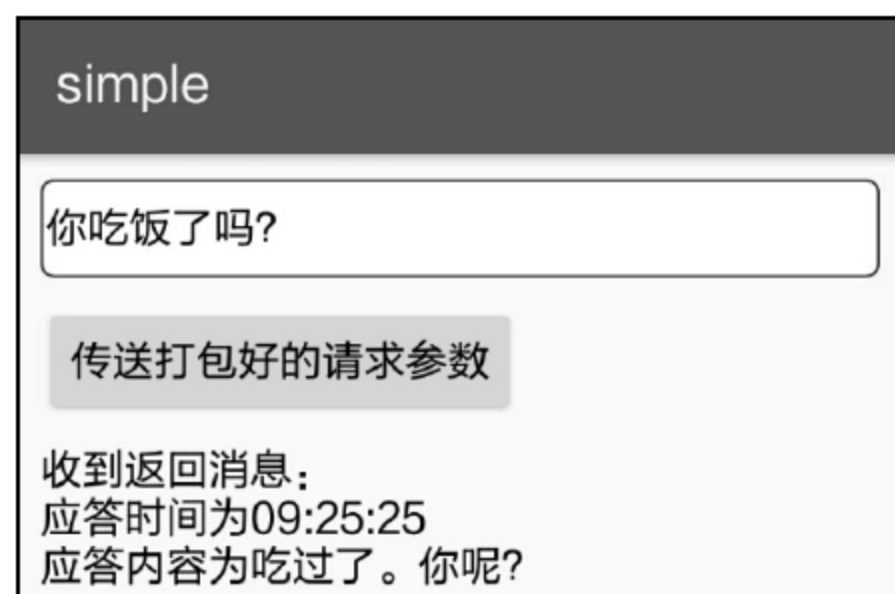 simple
你吃饭了吗?
传送打包好的请求参数
收到返回消息：
应答时间为09:25:25
应答内容为吃过了。你呢?